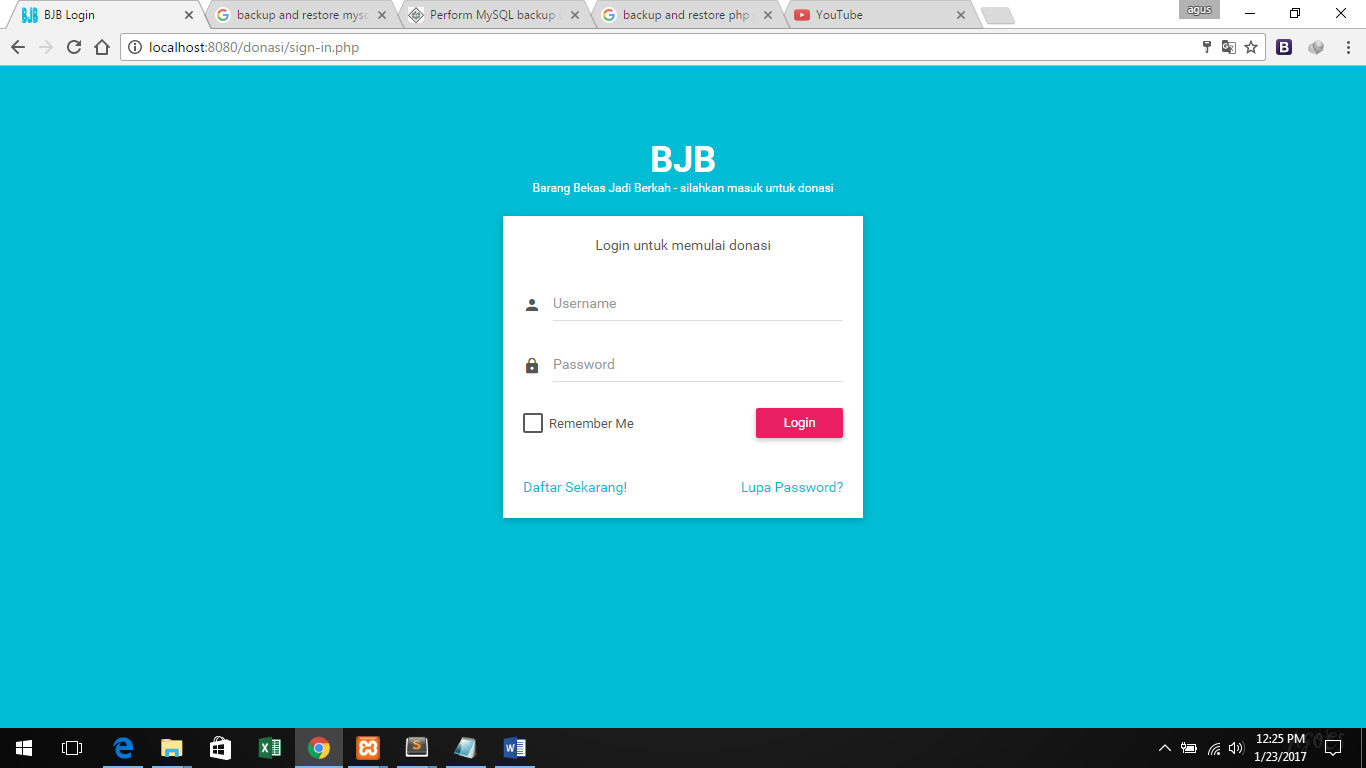 BJB Login
backup and restore mysq
Perform MySQL backup
backup and restore php
YouTube
agus
localhost:8080/donasi/sign-in.php
BJB
Barang Bekas Jadi Berkah - silahkan masuk untuk donasi
Login untuk memulai donasi
Username
Password
Remember Me
Login
Daftar Sekarang!
Lupa Password?
12:25 PM
1/23/2017